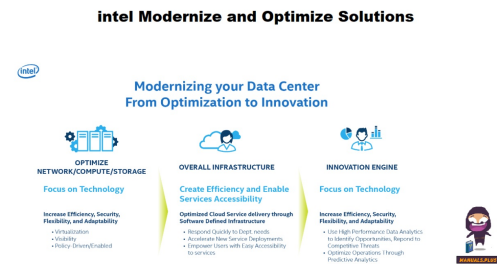 intel Modernize and Optimize Solutions
intel
Modernizing your Data Center
From Optimization to Innovation
OPTIMIZE
NETWORK/COMPUTE/STORAGE
Focus on Technology
Increase Efficiency, Security,
Flexibility, and Adaptability
• Virtualization
• Visibility
• Policy Driven/Enabled
OVERALL INFRASTRUCTURE
Create Efficiency and Enable
Services Accessibility
Optimized Cloud Service delivery through
Software Defined Infrastructure
• Respond Quickly to Dept. needs
• Accelerate New Service Deployments
• Empower Users with Easy Accessibility
to services
INNOVATION ENGINE
Focus on Technology
Increase Efficiency, Security,
Flexibility, and Adaptability
• Use High Performance Data Analytics
to Identify Opportunities, Respond to
Competitive Threats
• Optimize Operations Through
Predictive Analytics
MANUALS.PLUS